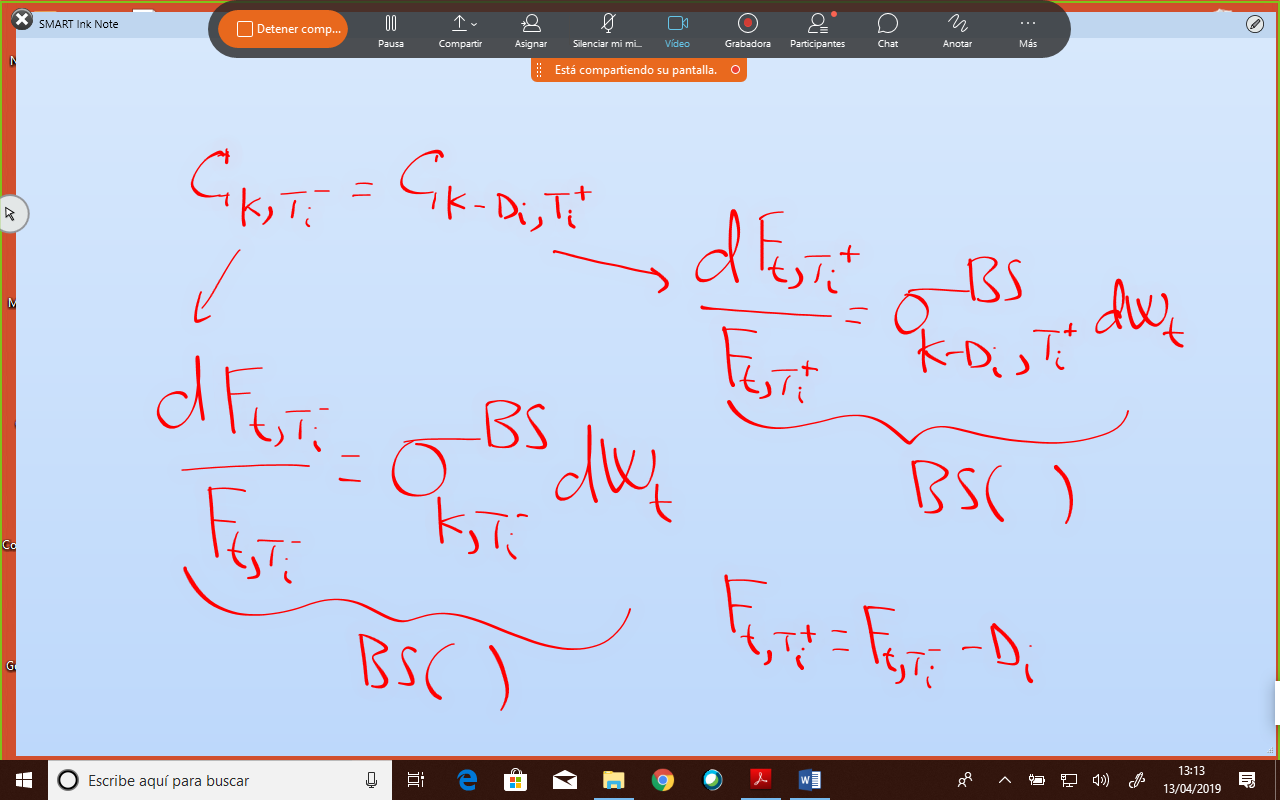 SMART Ink Note
Detener comp...
Pausa
Compartir
Asignar
Silenciar mi mi...
Vídeo
Grabadora
Participantes
Chat
Anotar
Más
Está compartiendo su pantalla.
C_{K,T_i^-} = C_{K-D_i,T_i^+}
dF_{t,T_i^+} / F_{t,T_i^+} = σ^{BS}_{K-D_i,T_i^+} dW_t
BS( )
dF_{t,T_i^-} / F_{t,T_i^-} = σ^{BS}_{K,T_i^-} dW_t
BS( )
F_{t,T_i^+} = F_{t,T_i^-} - D_i
Escribe aquí para buscar
13:13
13/04/2019